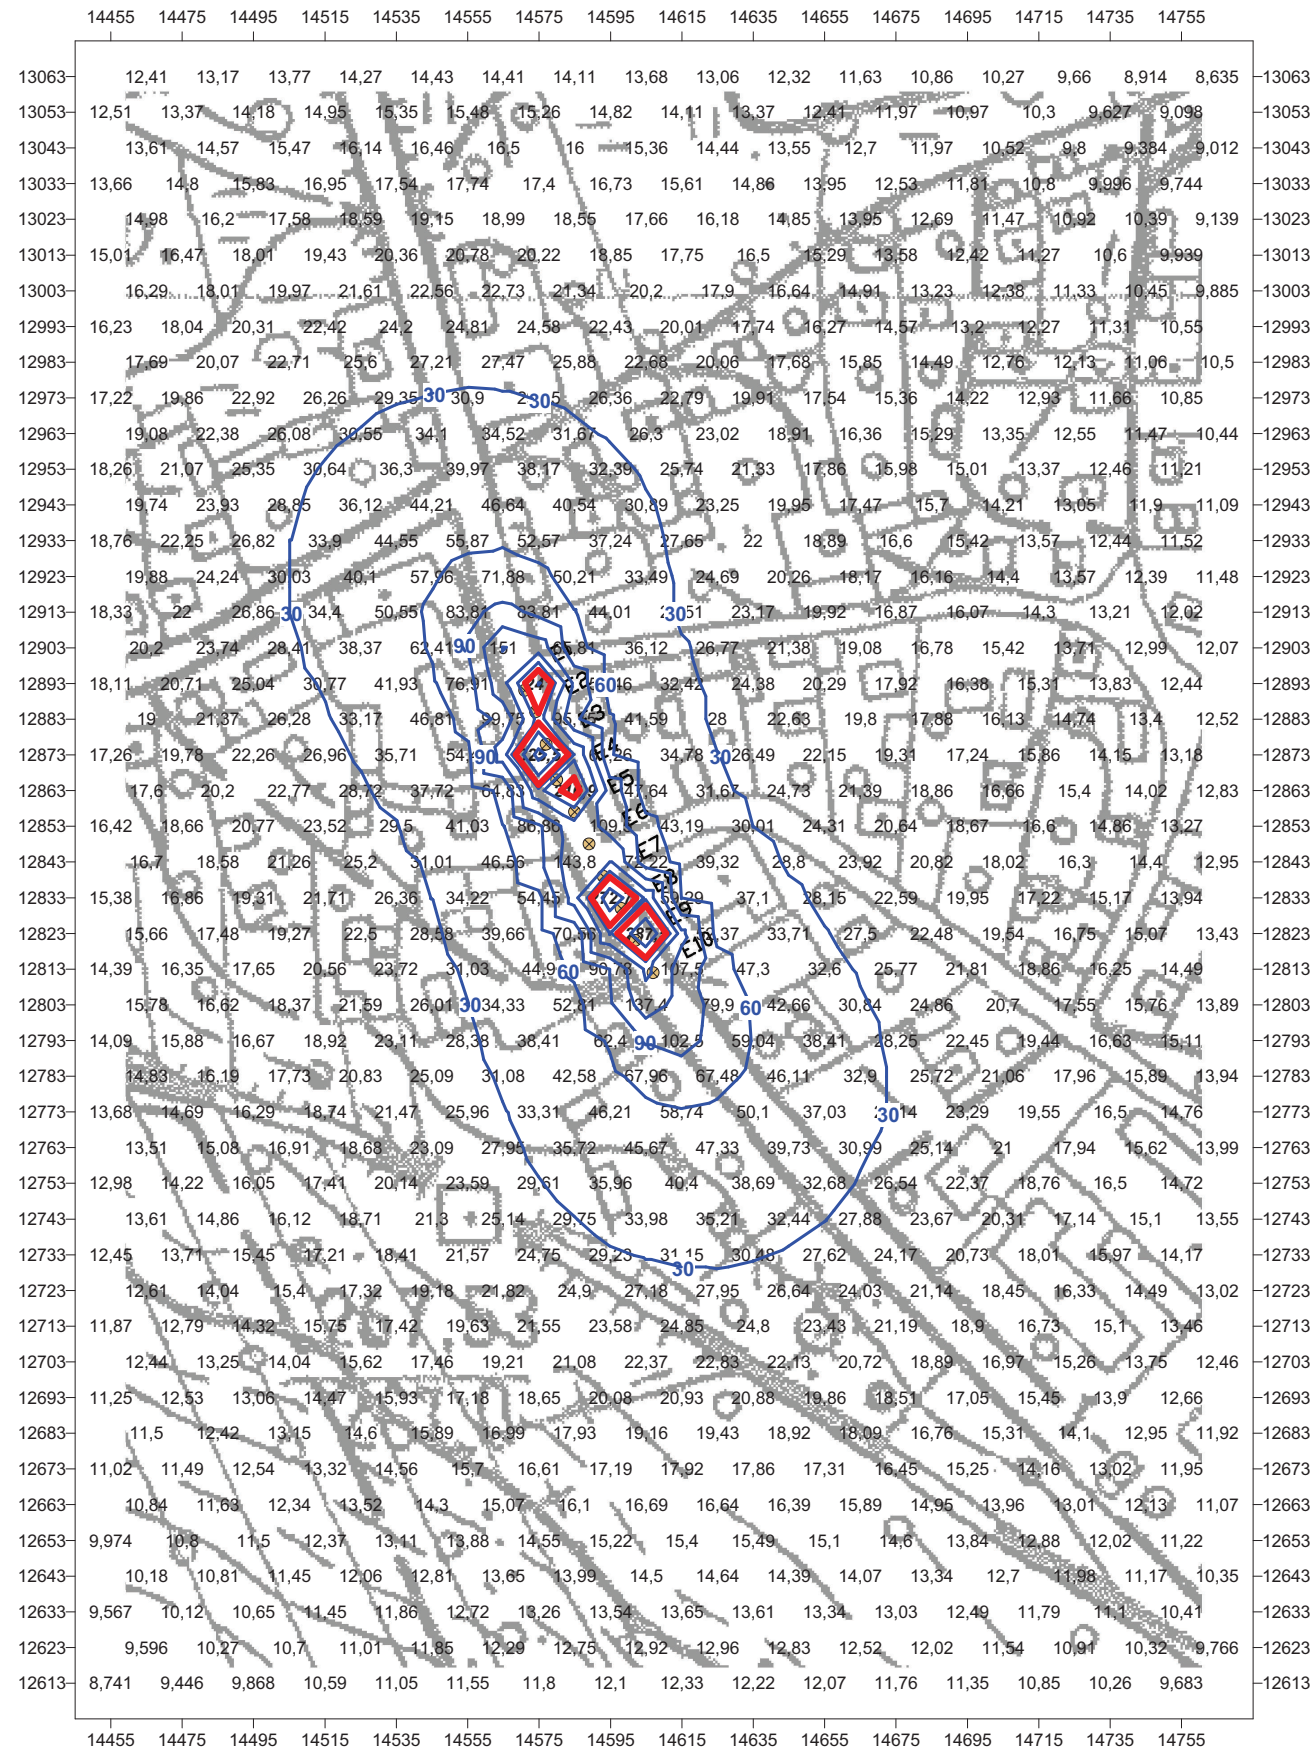 14455 14475 14495 14515 14535 14555 14575 14595 14615 14635 14655 14675 14695 14715 14735 14755
13063 12,41 13,17 13,77 14,27 14,43 14,41 14,11 13,68 13,06 12,32 11,63 10,86 10,27 9,66 8,914 8,635 13063
13053 12,51 13,37 14,18 14,95 15,35 15,48 15,26 14,82 14,11 13,37 12,41 11,97 10,97 10,3 9,627 9,098 13053
13043 13,61 14,57 15,47 16,14 16,46 16,5 16 15,36 14,44 13,55 12,7 11,97 10,52 9,8 9,384 9,012 13043
13033 13,66 14,8 15,83 16,95 17,54 17,74 17,4 16,73 15,61 14,86 13,95 12,53 11,81 10,8 9,996 9,744 13033
13023 14,98 16,2 17,58 18,59 19,15 18,99 18,55 17,66 16,18 14,85 13,95 12,69 11,47 10,92 10,39 9,139 13023
13013 15,01 16,47 18,01 19,43 20,36 20,78 20,22 18,85 17,75 16,5 15,29 13,58 12,42 11,27 10,6 9,939 13013
13003 16,29 18,01 19,97 21,61 22,56 22,73 21,34 20,2 17,9 16,64 14,91 13,23 12,38 11,33 10,45 9,885 13003
12993 16,23 18,04 20,31 22,42 24,2 24,81 24,58 22,43 20,01 17,74 16,27 14,57 13,2 12,27 11,31 10,55 12993
12983 17,69 20,07 22,71 25,6 27,21 27,47 25,88 22,68 20,06 17,68 15,85 14,49 12,76 12,13 11,06 10,5 12983
12973 17,22 19,86 22,92 26,26 29,35 30 30,9 30 26,36 22,79 19,91 17,54 15,36 14,22 12,93 11,66 10,85 12973
12963 19,08 22,38 26,08 30,55 34,1 34,52 31,67 26,3 23,02 18,91 16,36 15,29 13,35 12,55 11,47 10,44 12963
12953 18,26 21,07 25,35 30,64 36,3 39,97 38,17 32,39 25,74 21,33 17,86 15,98 15,01 13,37 12,46 11,21 12953
12943 19,74 23,93 28,85 36,12 44,21 46,64 40,54 30,89 23,25 19,95 17,47 15,7 14,21 13,05 11,9 11,09 12943
12933 18,76 22,25 26,82 33,9 44,55 55,87 52,57 37,24 27,65 22 18,89 16,6 15,42 13,57 12,44 11,52 12933
12923 19,88 24,24 30,03 40,1 57,96 71,88 50,21 33,49 24,69 20,26 18,17 16,16 14,4 13,57 12,39 11,48 12923
12913 18,33 22 26,86 30 34,4 50,55 83,81 83,81 44,01 30 23,17 19,92 16,87 16,07 14,3 13,21 12,02 12913
12903 20,2 23,74 28,41 38,37 62,41 90 151 E1 36,12 26,77 21,38 19,08 16,78 15,42 13,71 12,99 12,07 12903
12893 18,11 20,71 25,04 30,77 41,93 76,91 E2 60 32,42 24,38 20,29 17,92 16,38 15,31 13,83 12,44 12893
12883 19 21,37 26,28 33,17 46,81 99,75 E3 41,59 28 22,63 19,8 17,88 16,13 14,74 13,4 12,52 12883
12873 17,26 19,78 22,26 26,96 35,71 90 E4 34,78 30 26,49 22,15 19,31 17,24 15,86 14,15 13,18 12873
12863 17,6 20,2 22,77 28,72 37,72 64,83 E5 47,64 31,67 24,73 21,39 18,86 16,66 15,4 14,02 12,83 12863
12853 16,42 18,66 20,77 23,52 29,5 41,03 86,86 E6 43,19 30,01 24,31 20,64 18,67 16,6 14,86 13,27 12853
12843 16,7 18,58 21,26 25,2 31,01 46,56 143,8 72,22 E7 39,32 28,8 23,92 20,82 18,02 16,3 14,4 12,95 12843
12833 15,38 16,86 19,31 21,71 26,36 34,22 54,45 E8 59,29 37,1 28,15 22,59 19,95 17,22 15,17 13,94 12833
12823 15,66 17,48 19,27 22,5 28,58 39,66 70,56 E9 E10 33,71 27,5 22,48 19,54 16,75 15,07 13,43 12823
12813 14,39 16,35 17,65 20,56 23,72 31,03 44,9 60 90,78 107,5 47,3 32,6 25,77 21,81 18,86 16,25 14,49 12813
12803 15,78 16,62 18,37 21,59 26,01 30 34,33 52,81 137,4 79,9 60 42,66 30,84 24,86 20,7 17,55 15,76 13,89 12803
12793 14,09 15,88 16,67 18,92 23,11 28,38 38,41 62,4 90 102,5 59,04 38,41 28,25 22,45 19,44 16,63 15,11 12793
12783 14,83 16,19 17,73 20,83 25,09 31,08 42,58 67,96 67,48 46,11 32,9 25,72 21,06 17,96 15,89 13,94 12783
12773 13,68 14,69 16,29 18,74 21,47 25,96 33,31 46,21 58,74 50,1 37,03 30 23,29 19,55 16,5 14,76 12773
12763 13,51 15,08 16,91 18,68 23,09 27,95 35,72 45,67 47,33 39,73 30,99 25,14 21 17,94 15,62 13,99 12763
12753 12,98 14,22 16,05 17,41 20,14 23,59 29,61 35,96 40,4 38,69 32,68 26,54 22,37 18,76 16,5 14,72 12753
12743 13,61 14,86 16,12 18,71 21,3 25,14 29,75 33,98 35,21 32,44 27,88 23,67 20,31 17,14 15,1 13,55 12743
12733 12,45 13,71 15,45 17,21 18,41 21,57 24,75 29,23 31,15 30,48 27,62 24,17 20,73 18,01 15,97 14,17 12733
30
12723 12,61 14,04 15,4 17,32 19,18 21,82 24,9 27,18 27,95 26,64 24,03 21,14 18,45 16,33 14,49 13,02 12723
12713 11,87 12,79 14,32 15,75 17,42 19,63 21,55 23,58 24,85 24,8 23,43 21,19 18,9 16,73 15,1 13,46 12713
12703 12,44 13,25 14,04 15,62 17,46 19,21 21,08 22,37 22,83 22,13 20,72 18,89 16,97 15,26 13,75 12,46 12703
12693 11,25 12,53 13,06 14,47 15,93 17,18 18,65 20,08 20,93 20,88 19,86 18,51 17,05 15,45 13,9 12,66 12693
12683 11,5 12,42 13,15 14,6 15,89 16,99 17,93 19,16 19,43 18,92 18,09 16,76 15,31 14,1 12,95 11,92 12683
12673 11,02 11,49 12,54 13,32 14,56 15,7 16,61 17,19 17,92 17,86 17,31 16,45 15,25 14,16 13,02 11,95 12673
12663 10,84 11,63 12,34 13,52 14,3 15,07 16,1 16,69 16,64 16,39 15,89 14,95 13,96 13,01 12,13 11,07 12663
12653 9,974 10,8 11,5 12,37 13,11 13,88 14,55 15,22 15,4 15,49 15,1 14,6 13,84 12,88 12,02 11,22 12653
12643 10,18 10,81 11,45 12,06 12,81 13,65 13,99 14,5 14,64 14,39 14,07 13,34 12,7 11,98 11,17 10,35 12643
12633 9,567 10,12 10,65 11,45 11,86 12,72 13,26 13,54 13,65 13,61 13,34 13,03 12,49 11,79 11,1 10,41 12633
12623 9,596 10,27 10,7 11,01 11,85 12,29 12,75 12,92 12,96 12,83 12,52 12,02 11,54 10,91 10,32 9,766 12623
12613 8,741 9,446 9,868 10,59 11,05 11,55 11,8 12,1 12,33 12,22 12,07 11,76 11,35 10,85 10,26 9,683 12613
14455 14475 14495 14515 14535 14555 14575 14595 14615 14635 14655 14675 14695 14715 14735 14755